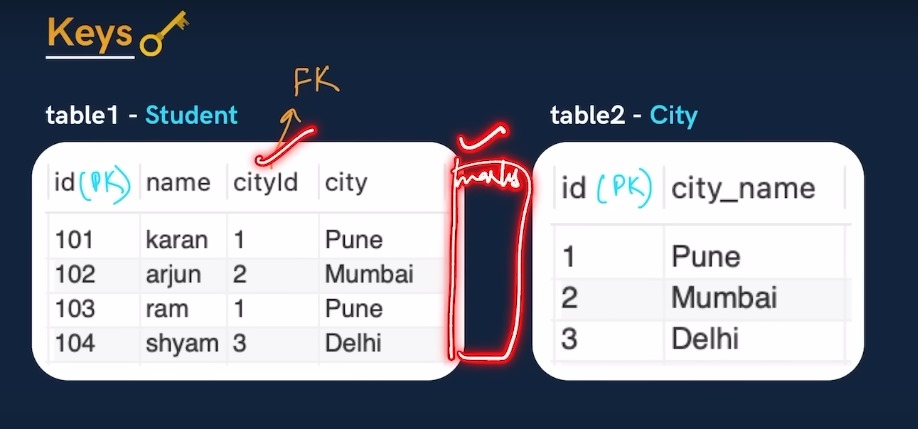 Keys
FK
table1 - Student
table2 - City
id (PK) name cityId city marks
101 karan 1 Pune
102 arjun 2 Mumbai
103 ram 1 Pune
104 shyam 3 Delhi
id (PK) city_name
1 Pune
2 Mumbai
3 Delhi